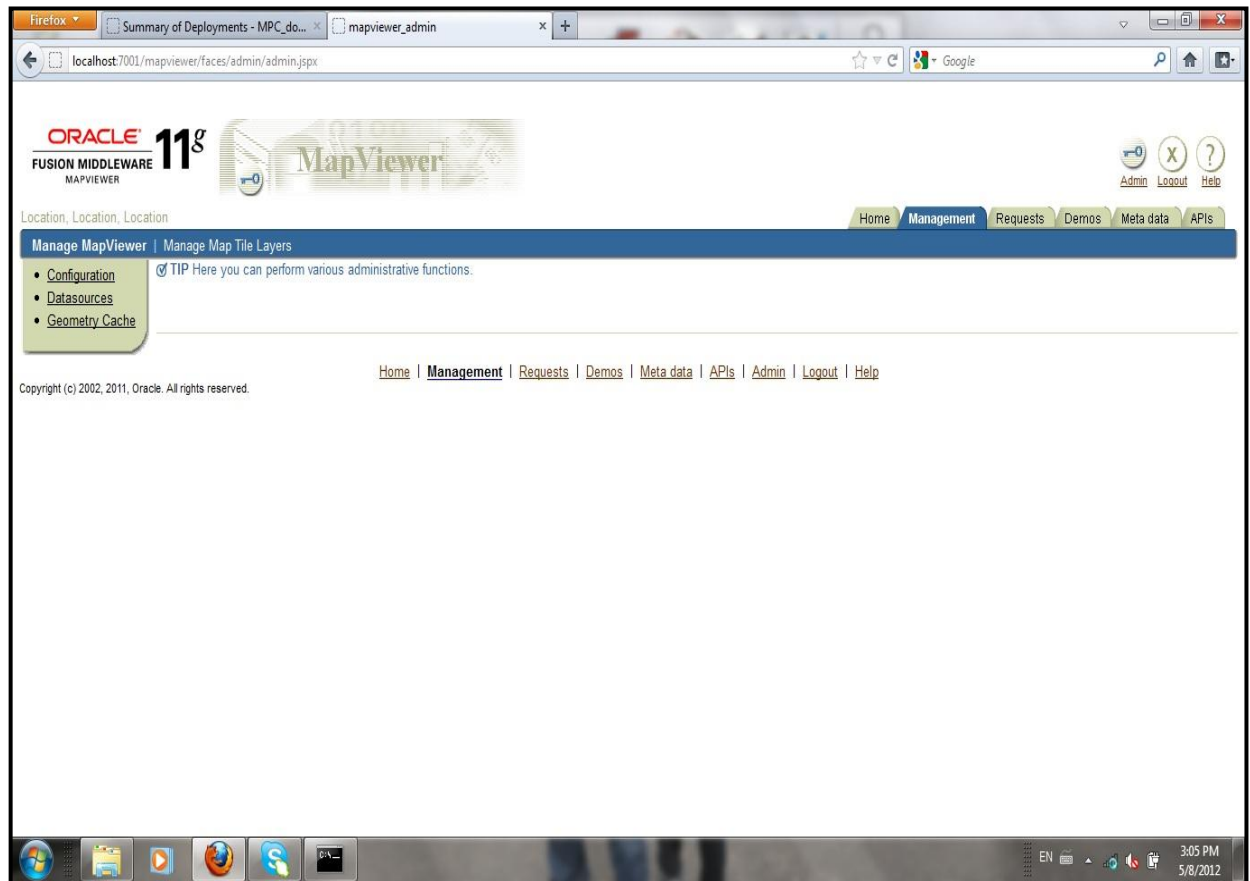 Firefox
Summary of Deployments - MPC_do... ×
mapviewer_admin x +
localhost:7001/mapviewer/faces/admin/admin.jspx
Google
ORACLE 11g
FUSION MIDDLEWARE
MAPVIEWER
MapViewer
Admin Logout Help
Location, Location, Location
Home Management Requests Demos Meta data APIs
Manage MapViewer | Manage Map Tile Layers
• Configuration
• Datasources
• Geometry Cache
TIP Here you can perform various administrative functions.
Home | Management | Requests | Demos | Meta data | APIs | Admin | Logout | Help
Copyright (c) 2002, 2011, Oracle. All rights reserved.
EN
3:05 PM
5/8/2012